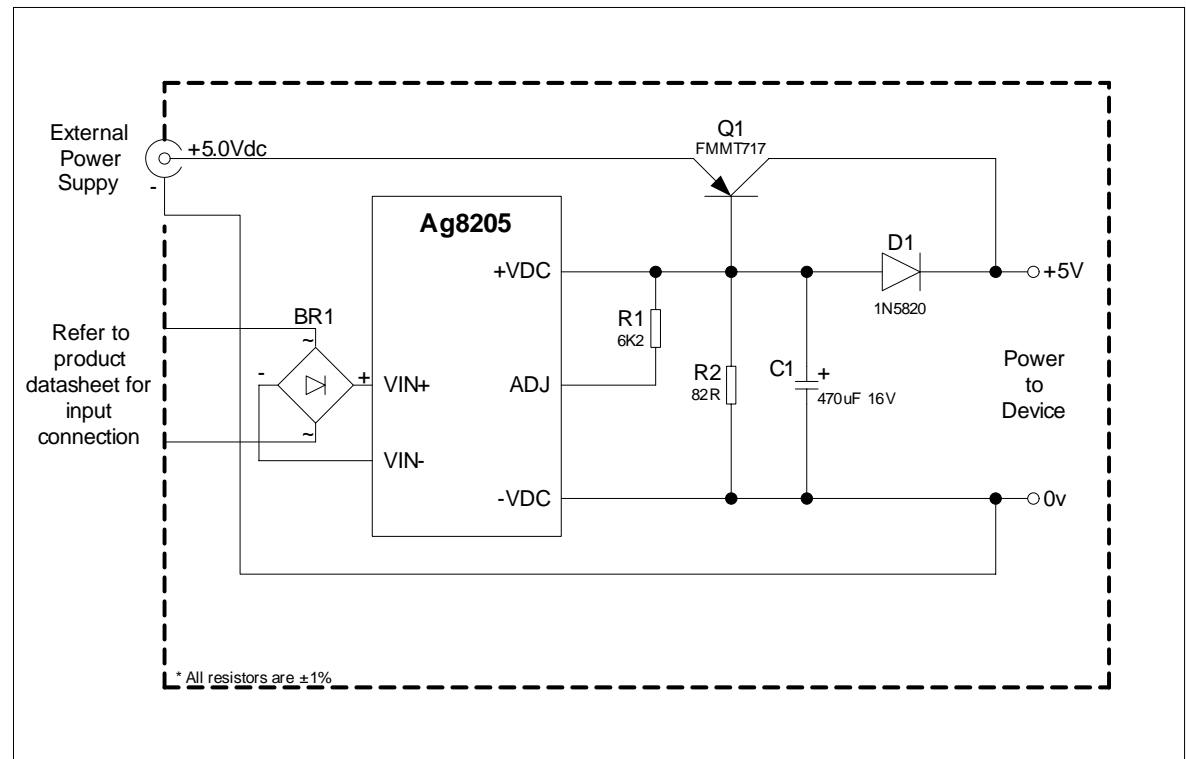 External
Power
Suppy
+5.0Vdc
-
Q1
FMMT717
Ag8205
+VDC
D1
1N5820
+5V
BR1
~
-
+
~
VIN+
VIN-
ADJ
-VDC
R1
6K2
R2
82R
C1
+
470uF 16V
Refer to
product
datasheet for
input
connection
Power
to
Device
0v
* All resistors are ±1%